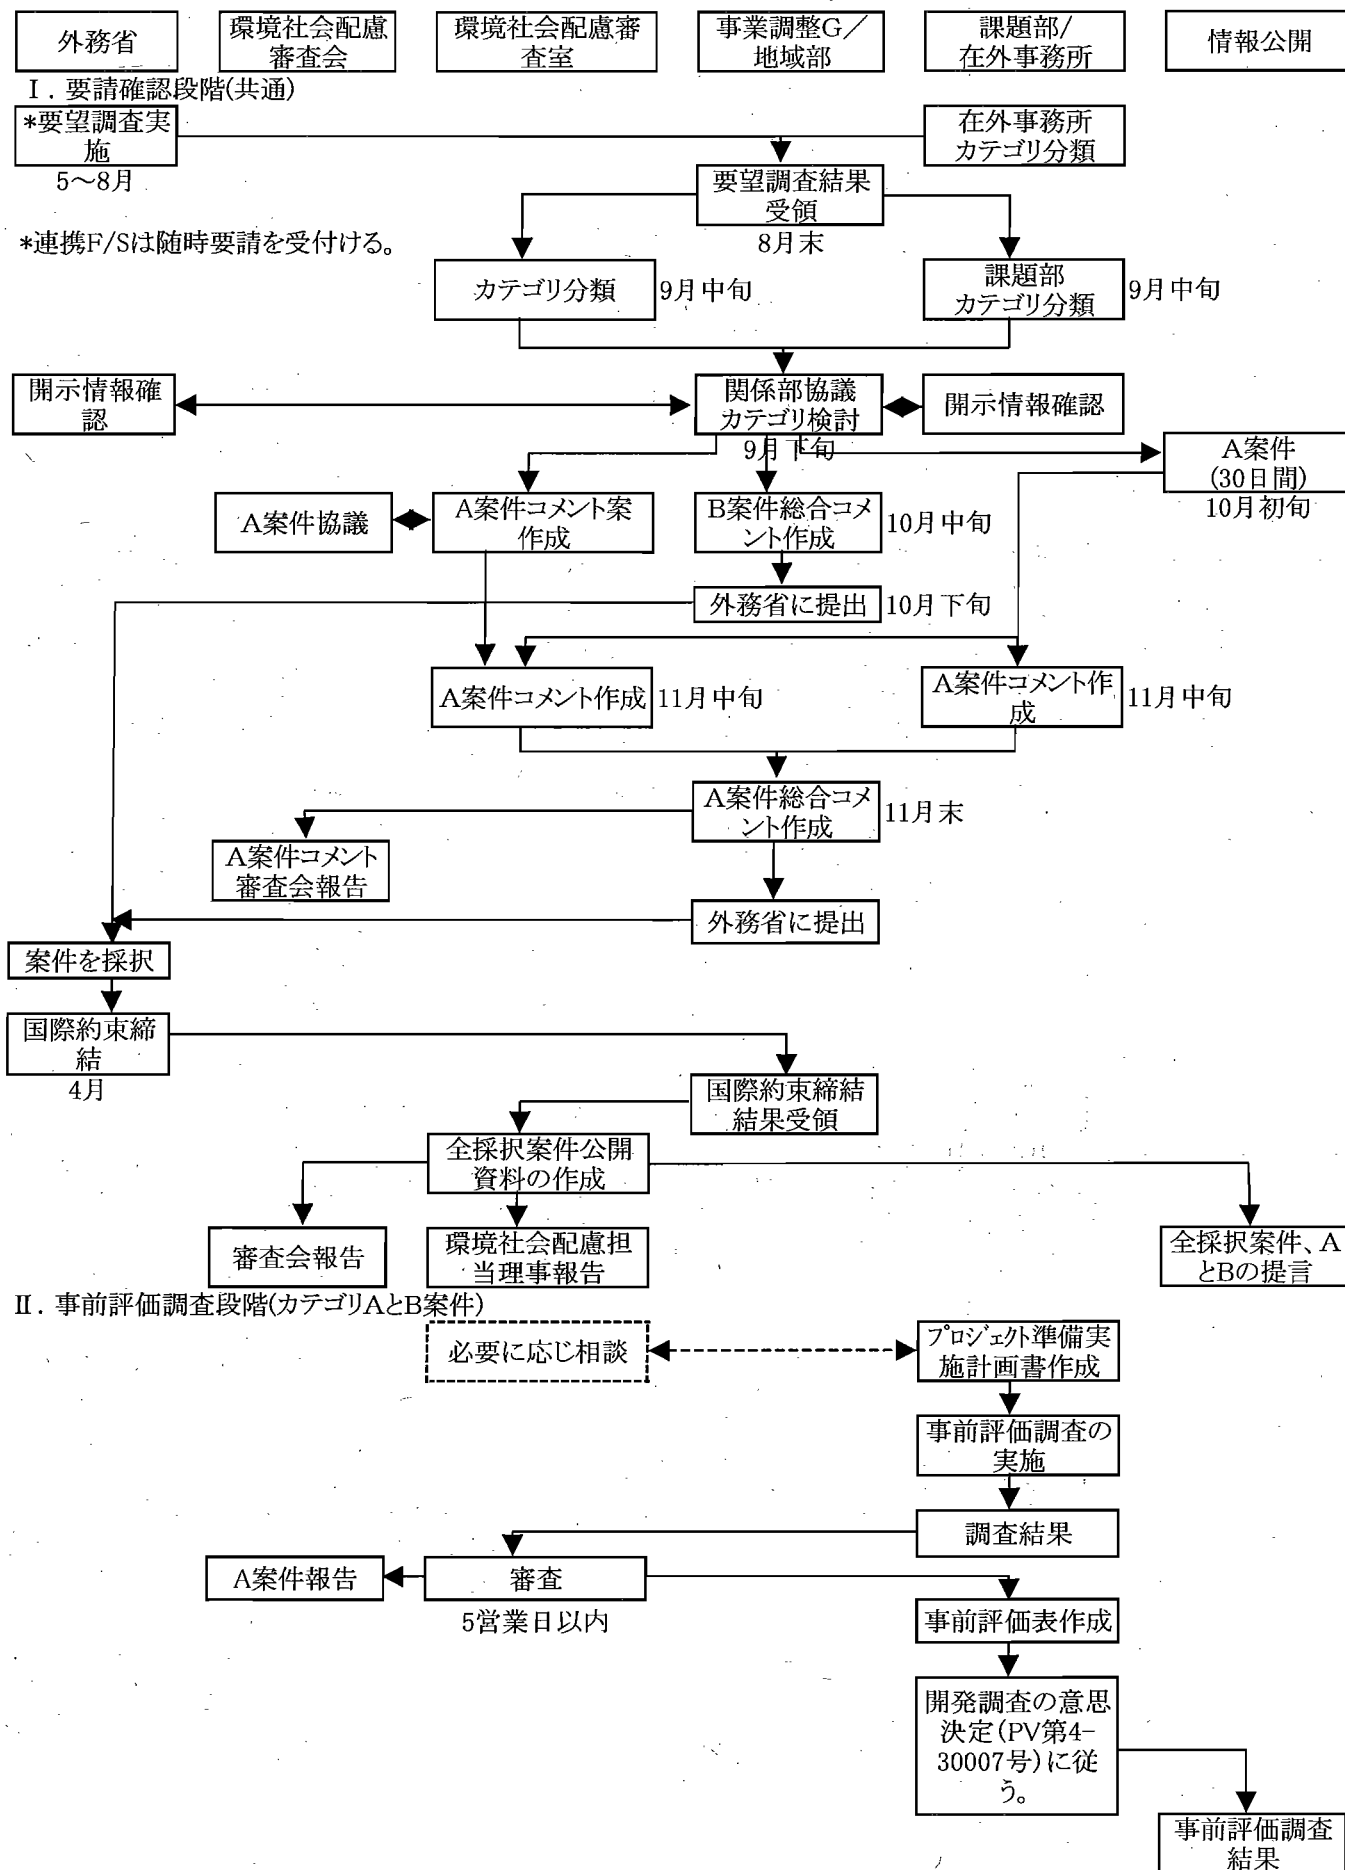 外務省
環境社会配慮
審査会
環境社会配慮審
査室
事業調整G／
地域部
課題部/
在外事務所
情報公開
Ⅰ. 要請確認段階(共通)
*要望調査実
施
5～8月
在外事務所
カテゴリ分類
要望調査結果
受領
8月末
*連携F/Sは随時要請を受付ける。
カテゴリ分類
9月中旬
課題部
カテゴリ分類
9月中旬
開示情報確
認
関係部協議
カテゴリ検討
9月下旬
開示情報確認
A案件
(30日間)
10月初旬
A案件協議
A案件コメント案
作成
B案件総合コメ
ント作成
10月中旬
外務省に提出
10月下旬
A案件コメント作成
11月中旬
A案件コメント作
成
11月中旬
A案件総合コメ
ント作成
11月末
A案件コメント
審査会報告
外務省に提出
案件を採択
国際約束締
結
4月
国際約束締結
結果受領
全採択案件公開
資料の作成
審査会報告
環境社会配慮担
当理事報告
全採択案件、A
とBの提言
Ⅱ. 事前評価調査段階(カテゴリAとB案件)
必要に応じ相談
プロジェクト準備実
施計画書作成
事前評価調査の
実施
調査結果
A案件報告
審査
5営業日以内
事前評価表作成
開発調査の意思
決定(PV第4-
30007号)に従
う。
事前評価調査
結果